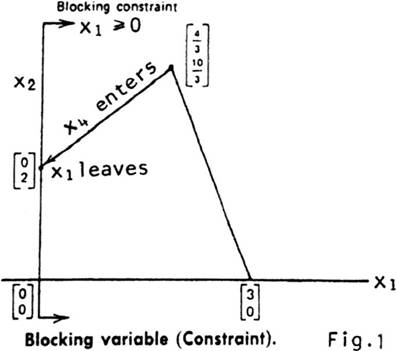 Blocking constraint
x₁ ≥ 0
[4/3 10/3]
x₂
x₄ enters
[0 2]
x₁ leaves
x₁
[0 0]
[3 0]
Blocking variable (Constraint). Fig.1